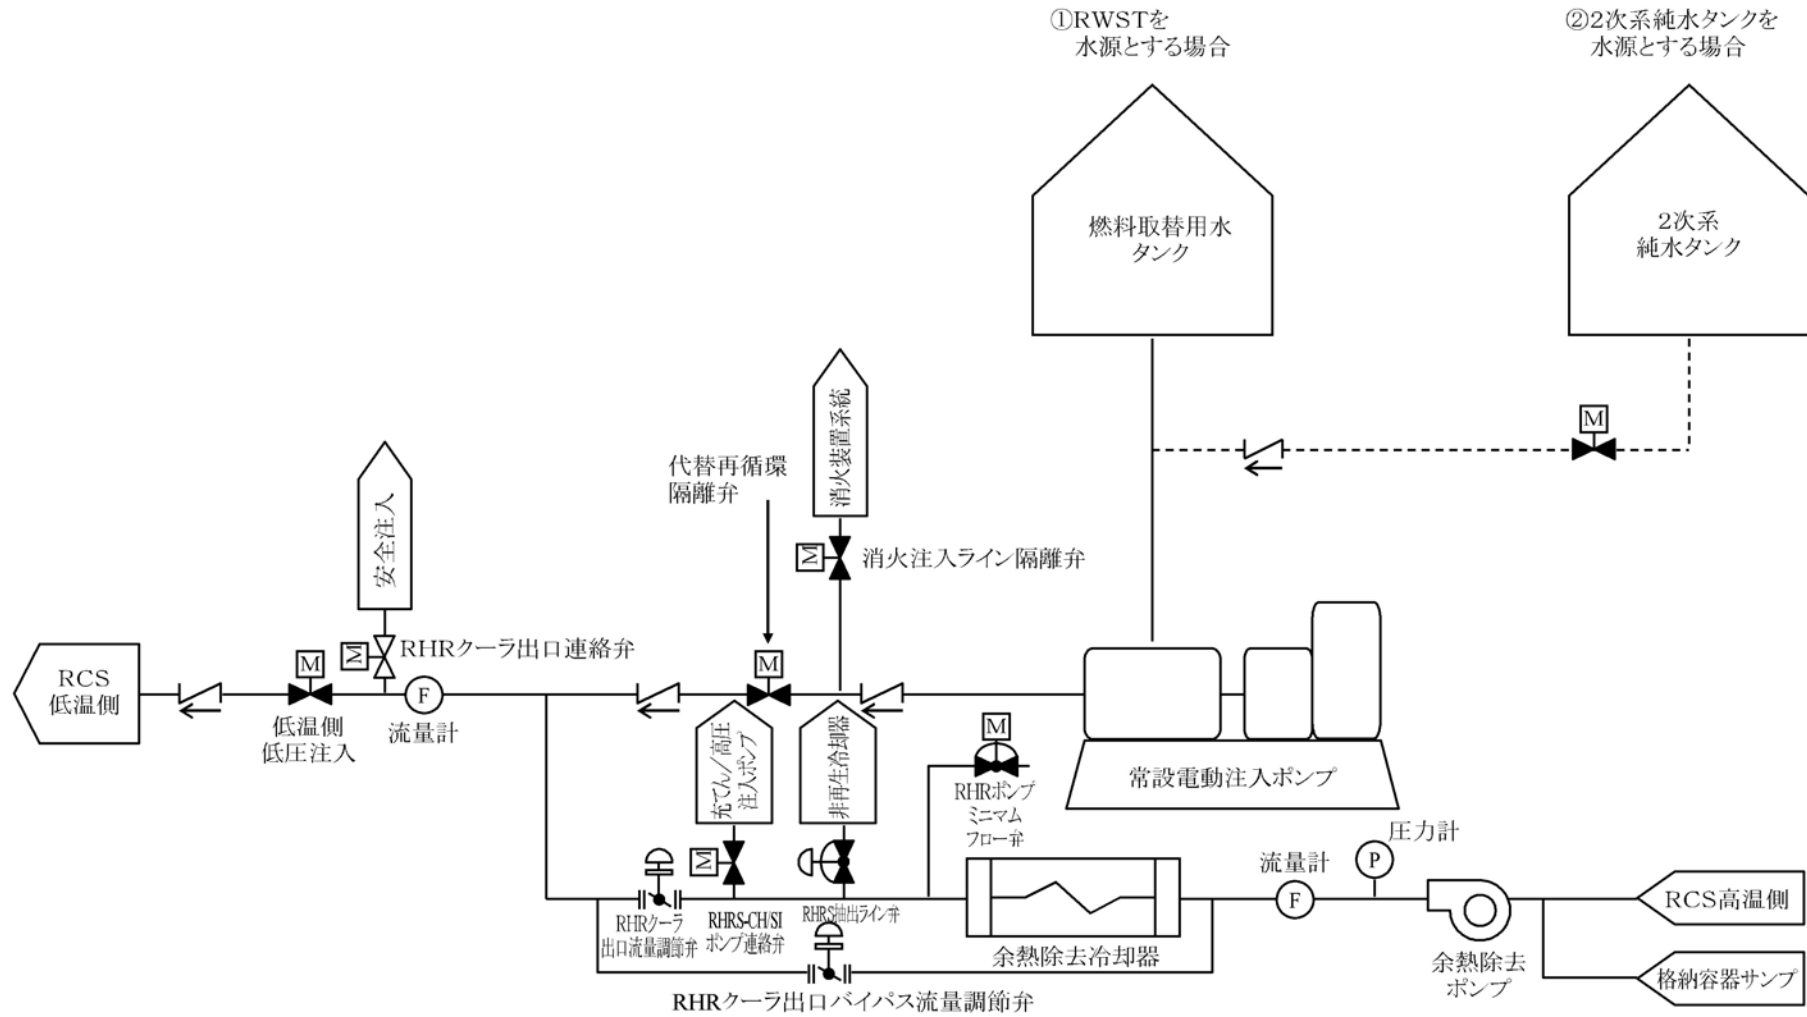 ①RWSTを
水源とする場合
②2次系純水タンクを
水源とする場合
燃料取替用水
タンク
2次系
純水タンク
M
消火装置系統
代替再循環
隔離弁
M
消火注入ライン隔離弁
安全注入
M
RHRクーラ出口連絡弁
RCS
低温側
M
低温側
低圧注入
F
流量計
M
充てん/高圧
注入ポンプ
非再生冷却器
M
RHRポンプ
ミニマム
フロー弁
常設電動注入ポンプ
圧力計
P
流量計
F
M
RHRクーラ
出口流量調節弁
RHRS-CH/SI
ポンプ連絡弁
RHRS抽出ライン弁
余熱除去冷却器
余熱除去
ポンプ
RCS高温側
格納容器サンプ
RHRクーラ出口バイパス流量調節弁